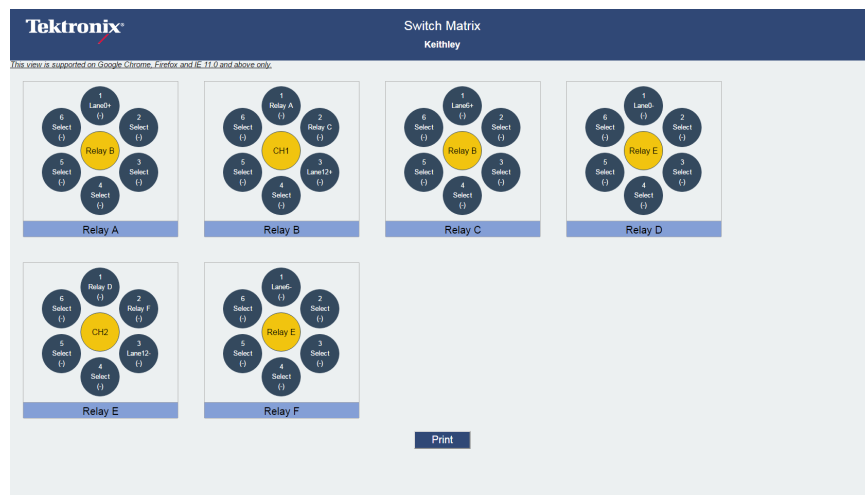 Tektronix®
Switch Matrix
Keithley
This view is supported on Google Chrome, Firefox and IE 11.0 and above only.
1
Lane0+
(-)
2
Select
(-)
3
Select
(-)
4
Select
(-)
5
Select
(-)
6
Select
(-)
Relay B
Relay A
1
Relay A
(-)
2
Relay C
(-)
3
Lane12+
(-)
4
Select
(-)
5
Select
(-)
6
Select
(-)
CH1
Relay B
1
Lane6+
(-)
2
Select
(-)
3
Select
(-)
4
Select
(-)
5
Select
(-)
6
Select
(-)
Relay B
Relay C
1
Lane0-
(-)
2
Select
(-)
3
Select
(-)
4
Select
(-)
5
Select
(-)
6
Select
(-)
Relay E
Relay D
1
Relay D
(-)
2
Relay F
(-)
3
Lane12-
(-)
4
Select
(-)
5
Select
(-)
6
Select
(-)
CH2
Relay E
1
Lane6-
(-)
2
Select
(-)
3
Select
(-)
4
Select
(-)
5
Select
(-)
6
Select
(-)
Relay E
Relay F
Print